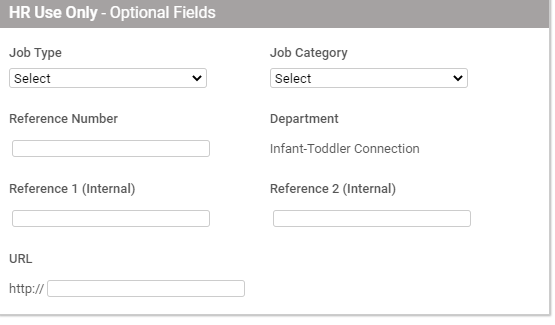 HR Use Only - Optional Fields
Job Type Job Category
Select Select
Reference Number Department
Infant-Toddler Connection
Reference 1 (Internal) Reference 2 (Internal)
URL
http://